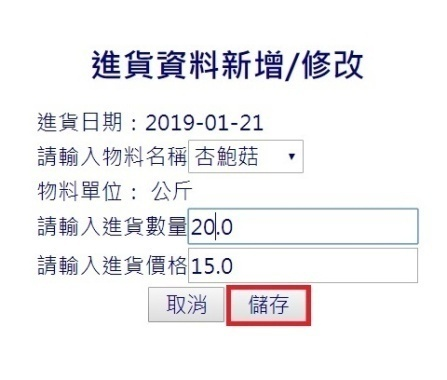 進貨資料新增/修改
進貨日期：2019-01-21
請輸入物料名稱 杏鮑菇
物料單位： 公斤
請輸入進貨數量 20.0
請輸入進貨價格 15.0
取消 儲存